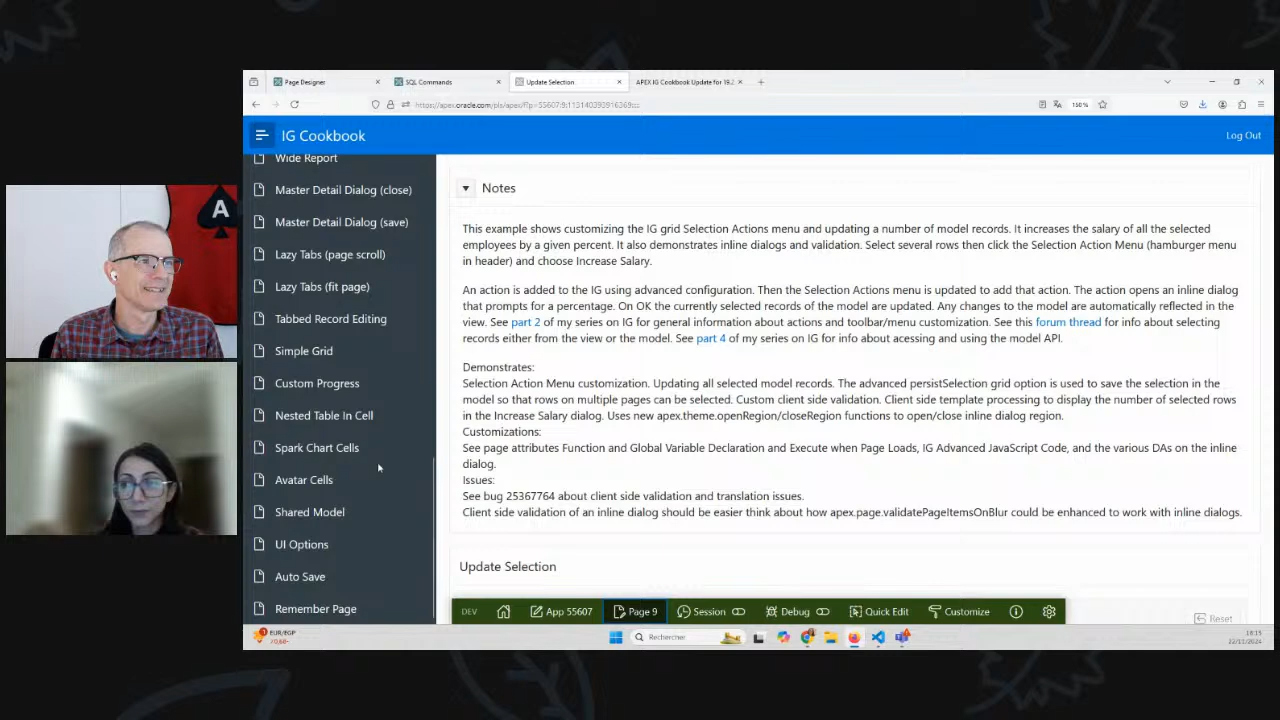 Page Designer
SQL Commands
Update Selection
APEX IG Cookbook Update for 19.2
150%
IG Cookbook
Log Out
Wide Report
Master Detail Dialog (close)
Master Detail Dialog (save)
Lazy Tabs (page scroll)
Lazy Tabs (fit page)
Tabbed Record Editing
Simple Grid
Custom Progress
Nested Table In Cell
Spark Chart Cells
Avatar Cells
Shared Model
UI Options
Auto Save
Remember Page
Notes
This example shows customizing the IG grid Selection Actions menu and updating a number of model records. It increases the salary of all the selected
employees by a given percent. It also demonstrates inline dialogs and validation. Select several rows then click the Selection Action Menu (hamburger menu
in header) and choose Increase Salary.
An action is added to the IG using advanced configuration. Then the Selection Actions menu is updated to add that action. The action opens an inline dialog
that prompts for a percentage. On OK the currently selected records of the model are updated. Any changes to the model are automatically reflected in the
view. See part 2 of my series on IG for general information about actions and toolbar/menu customization. See this forum thread for info about selecting
records either from the view or the model. See part 4 of my series on IG for info about acessing and using the model API.
Demonstrates:
Selection Action Menu customization. Updating all selected model records. The advanced persistSelection grid option is used to save the selection in the
model so that rows on multiple pages can be selected. Custom client side validation. Client side template processing to display the number of selected rows
in the Increase Salary dialog. Uses new apex.theme.openRegion/closeRegion functions to open/close inline dialog region.
Customizations:
See page attributes Function and Global Variable Declaration and Execute when Page Loads, IG Advanced JavaScript Code, and the various DAs on the inline
dialog.
Issues:
See bug 25367764 about client side validation and translation issues.
Client side validation of an inline dialog should be easier think about how apex.page.validatePageItemsOnBlur could be enhanced to work with inline dialogs.
Update Selection
DEV
App 55607
Page 9
Session
Debug
Quick Edit
Customize
Reset
EUR/EGP
Rechercher
18:15
22/11/2024
A